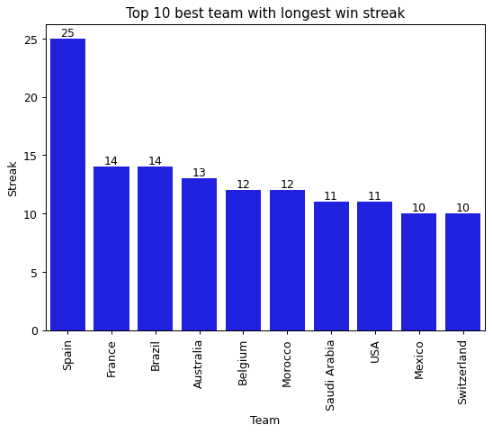 Top 10 best team with longest win streak
25
20
15
10
5
0
Streak
25
14
14
13
12
12
11
11
10
10
Spain
France
Brazil
Australia
Belgium
Morocco
Saudi Arabia
USA
Mexico
Switzerland
Team